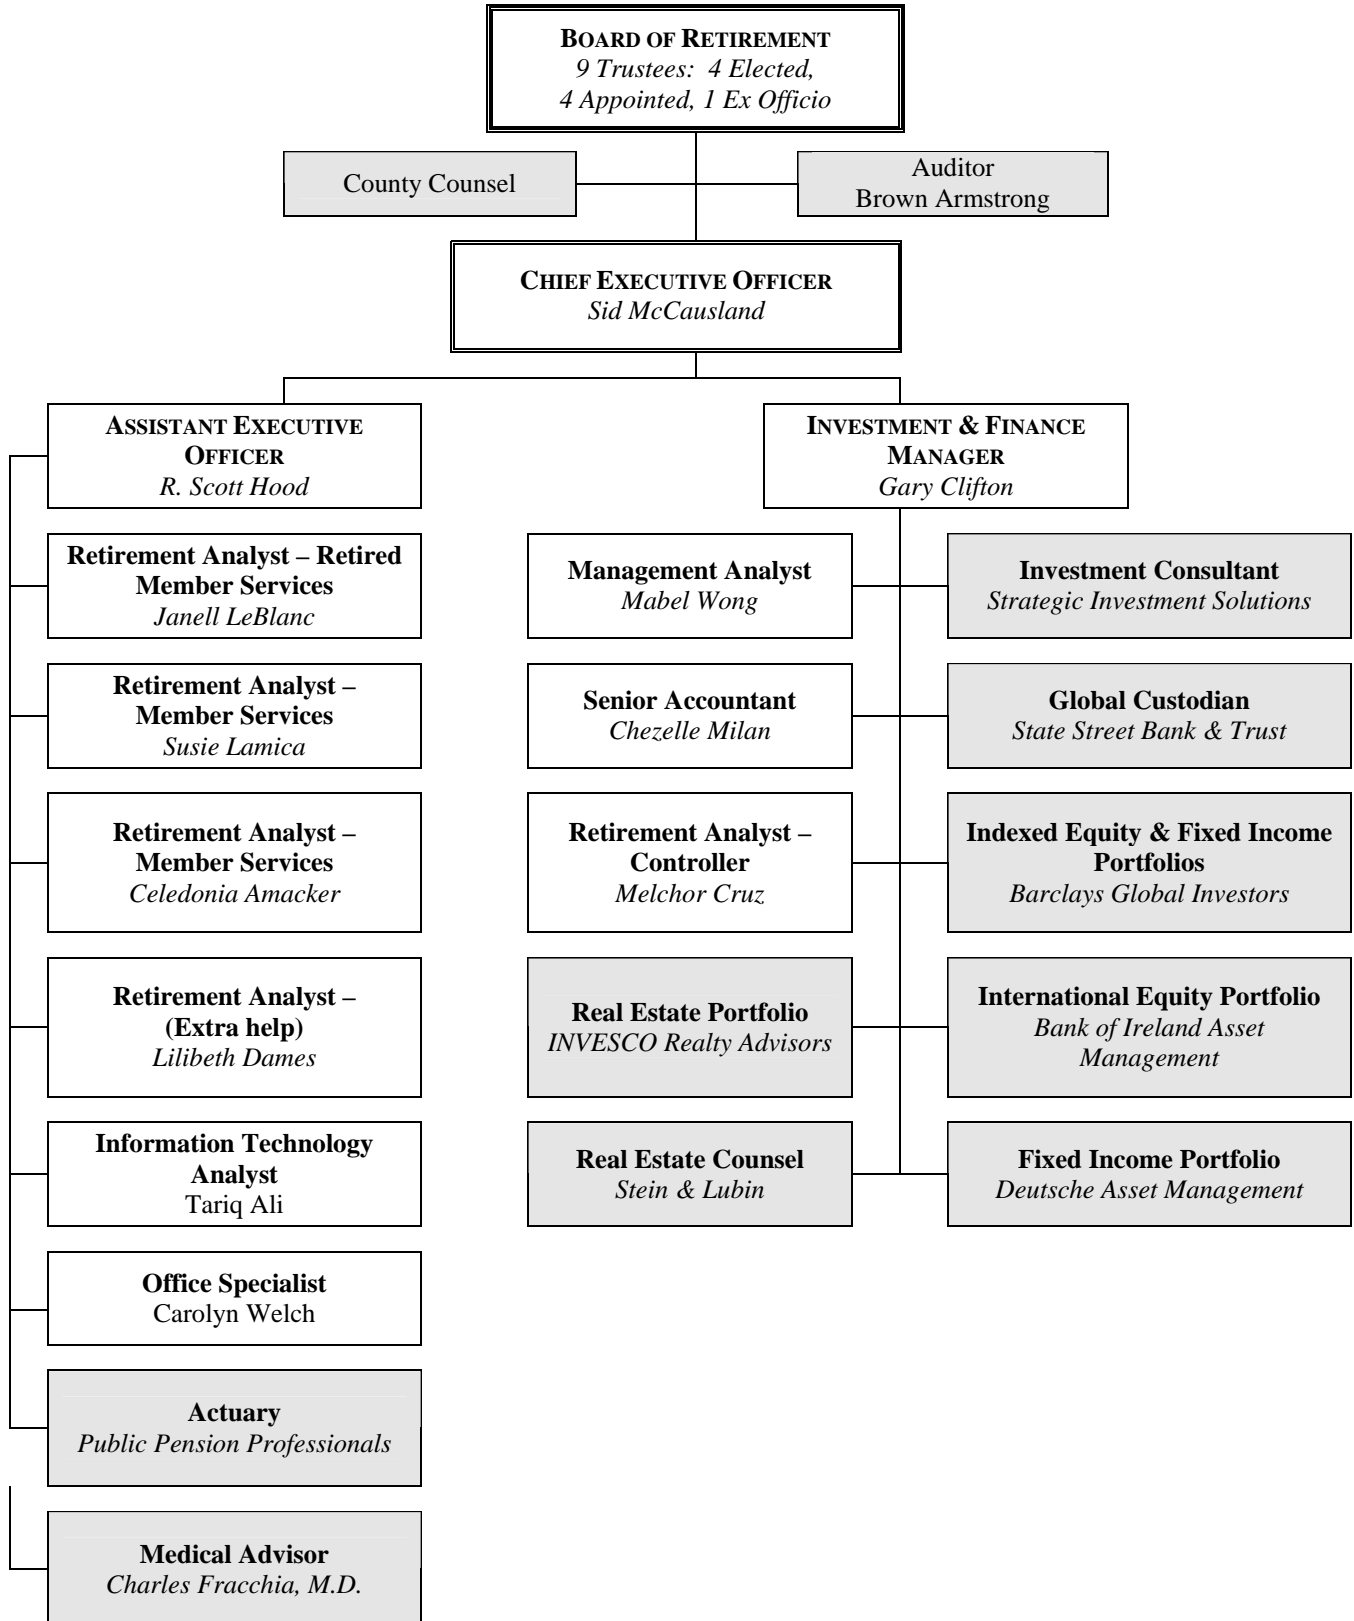 BOARD OF RETIREMENT
9 Trustees: 4 Elected,
4 Appointed, 1 Ex Officio
County Counsel
Auditor
Brown Armstrong
CHIEF EXECUTIVE OFFICER
Sid McCausland
ASSISTANT EXECUTIVE
OFFICER
R. Scott Hood
INVESTMENT & FINANCE
MANAGER
Gary Clifton
Retirement Analyst – Retired
Member Services
Janell LeBlanc
Management Analyst
Mabel Wong
Investment Consultant
Strategic Investment Solutions
Retirement Analyst –
Member Services
Susie Lamica
Senior Accountant
Chezelle Milan
Global Custodian
State Street Bank & Trust
Retirement Analyst –
Member Services
Celedonia Amacker
Retirement Analyst –
Controller
Melchor Cruz
Indexed Equity & Fixed Income
Portfolios
Barclays Global Investors
Retirement Analyst –
(Extra help)
Lilibeth Dames
Real Estate Portfolio
INVESCO Realty Advisors
International Equity Portfolio
Bank of Ireland Asset
Management
Information Technology
Analyst
Tariq Ali
Real Estate Counsel
Stein & Lubin
Fixed Income Portfolio
Deutsche Asset Management
Office Specialist
Carolyn Welch
Actuary
Public Pension Professionals
Medical Advisor
Charles Fracchia, M.D.